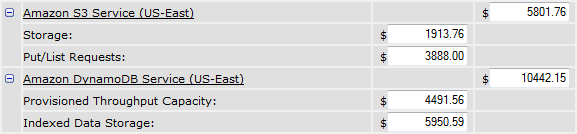 Amazon S3 Service (US-East) $ 5801.76
Storage: $ 1913.76
Put/List Requests: $ 3888.00
Amazon DynamoDB Service (US-East) $ 10442.15
Provisioned Throughput Capacity: $ 4491.56
Indexed Data Storage: $ 5950.59